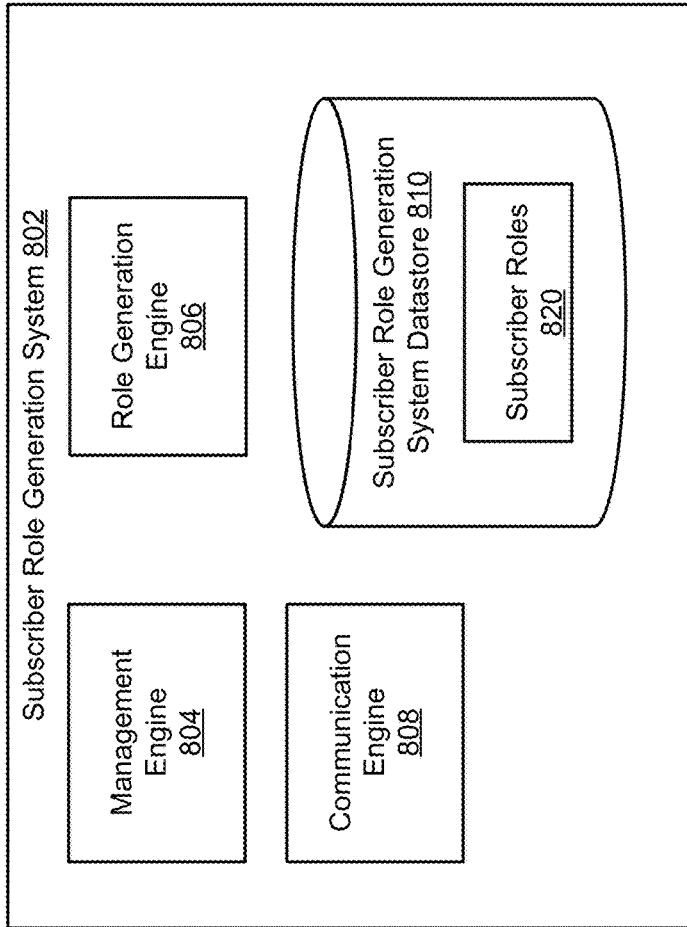 Subscriber Role Generation System 802
Management
Engine
804
Role Generation
Engine
806
Communication
Engine
808
Subscriber Role Generation
System Datastore 810
Subscriber Roles
820